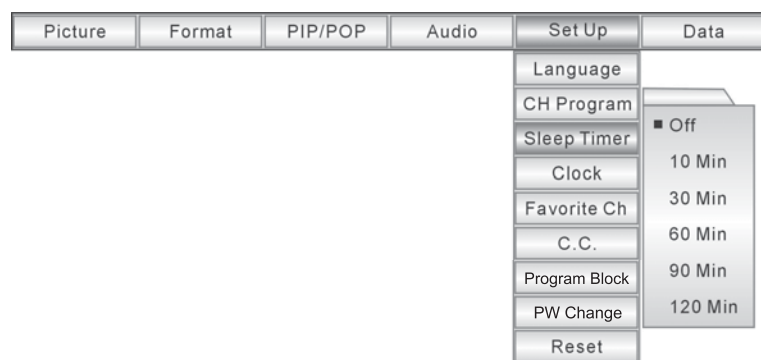 Picture Format PIP/POP Audio Set Up Data
Language
CH Program
Sleep Timer
Clock
Favorite Ch
C.C.
Program Block
PW Change
Reset
■ Off
10 Min
30 Min
60 Min
90 Min
120 Min